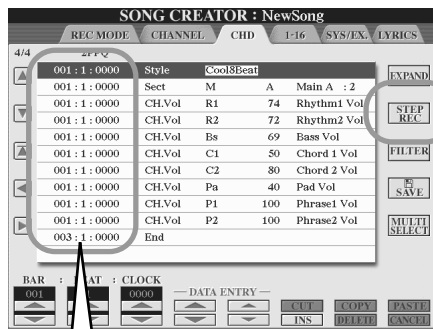 SONG CREATOR : NewSong
REC MODE CHANNEL CHD 1-16 SYS/EX. LYRICS
4/4 2PPQ
001 : 1 : 0000 Style Cool8Beat
001 : 1 : 0000 Sect M A Main A : 2
001 : 1 : 0000 CH.Vol R1 74 Rhythm1 Vol
001 : 1 : 0000 CH.Vol R2 72 Rhythm2 Vol
001 : 1 : 0000 CH.Vol Bs 69 Bass Vol
001 : 1 : 0000 CH.Vol C1 50 Chord 1 Vol
001 : 1 : 0000 CH.Vol C2 80 Chord 2 Vol
001 : 1 : 0000 CH.Vol Pa 40 Pad Vol
001 : 1 : 0000 CH.Vol P1 100 Phrase1 Vol
001 : 1 : 0000 CH.Vol P2 100 Phrase2 Vol
003 : 1 : 0000 End
EXPAND
STEP
REC
FILTER
SAVE
MULTI
SELECT
BAR : : CLOCK
001 0000
DATA ENTRY
CUT COPY PASTE
INS DELETE CANCEL